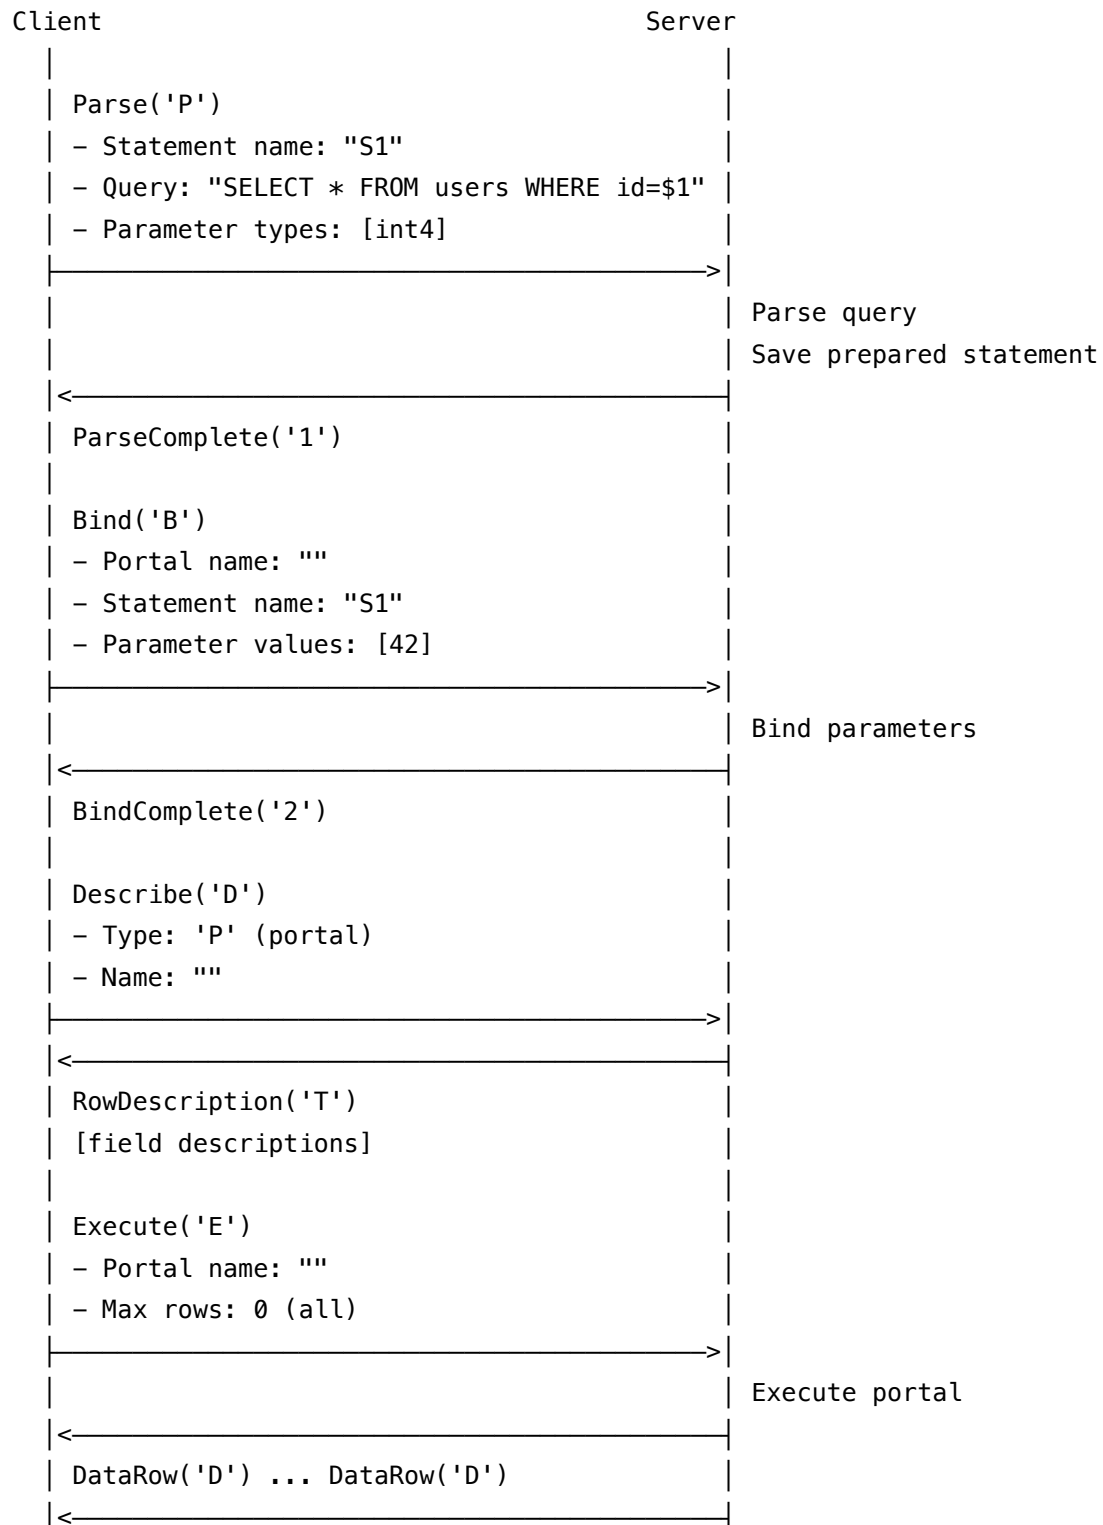 Client Server
Parse('P')
- Statement name: "S1"
- Query: "SELECT * FROM users WHERE id=$1"
- Parameter types: [int4]
Parse query
Save prepared statement
ParseComplete('1')
Bind('B')
- Portal name: ""
- Statement name: "S1"
- Parameter values: [42]
Bind parameters
BindComplete('2')
Describe('D')
- Type: 'P' (portal)
- Name: ""
RowDescription('T')
[field descriptions]
Execute('E')
- Portal name: ""
- Max rows: 0 (all)
Execute portal
DataRow('D') ... DataRow('D')